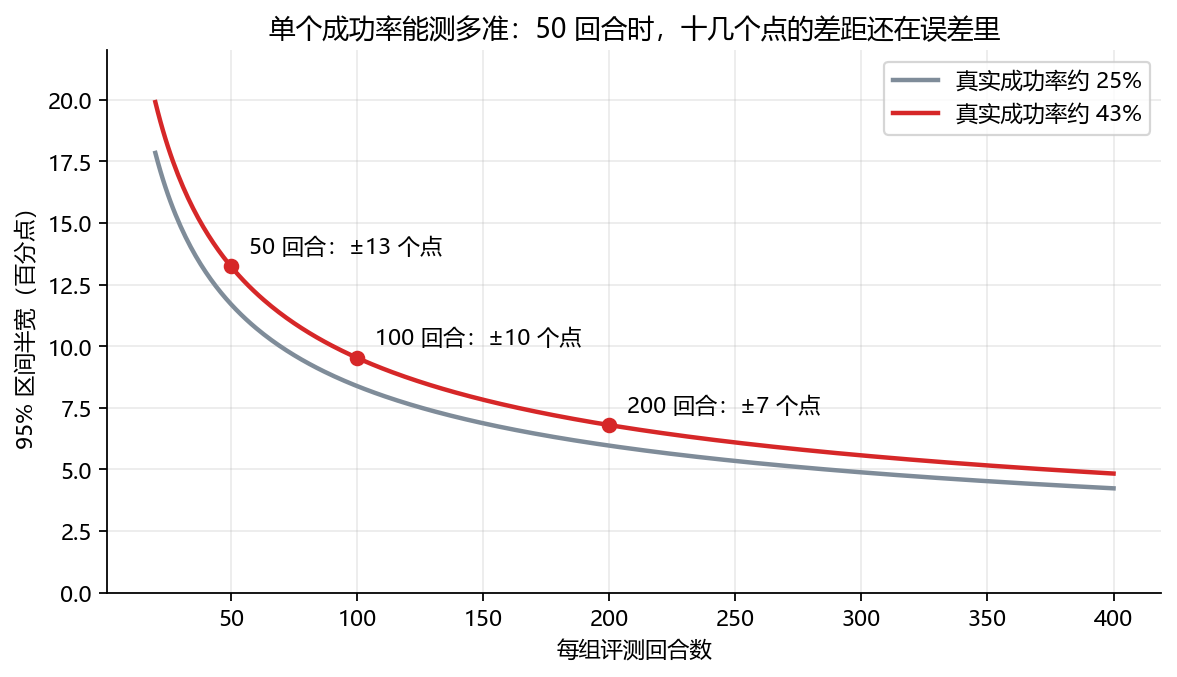 单个成功率能测多准：50 回合时，十几个点的差距还在误差里
真实成功率约 25%
真实成功率约 43%
95% 区间半宽（百分点）
20.0
17.5
15.0
12.5
10.0
7.5
5.0
2.5
0.0
50 回合：±13 个点
100 回合：±10 个点
200 回合：±7 个点
50
100
150
200
250
300
350
400
每组评测回合数